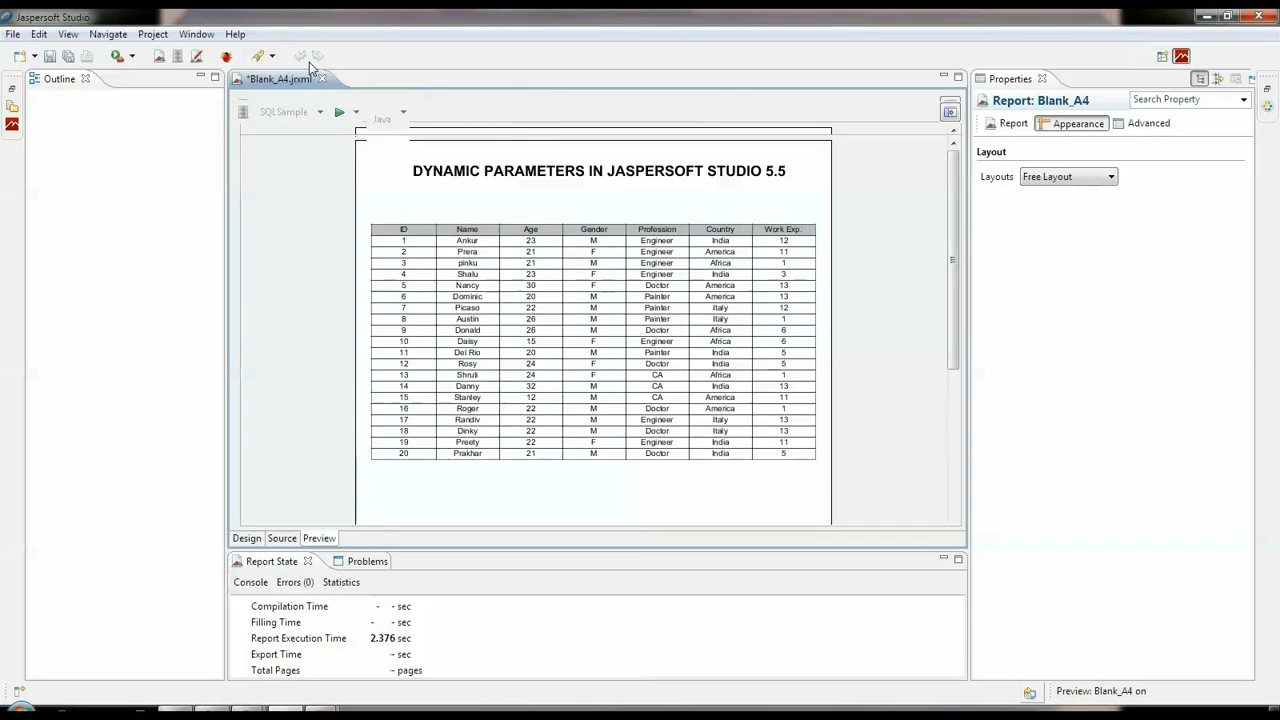 Jaspersoft Studio
File Edit View Navigate Project Window Help
Outline
*Blank_A4.jrxml
SQLSample
Java
DYNAMIC PARAMETERS IN JASPERSOFT STUDIO 5.5
ID Name Age Gender Profession Country Work Exp.
1 Ankur 23 M Engineer India 12
2 Prera 21 F Engineer America 11
3 pinku 21 M Engineer Africa 1
4 Shalu 23 F Engineer India 3
5 Nancy 30 F Doctor America 13
6 Dominic 20 M Painter America 13
7 Picaso 22 M Painter Italy 12
8 Austin 26 M Painter Italy 1
9 Donald 26 M Doctor Africa 6
10 Daisy 15 F Engineer Africa 6
11 Del Rio 20 M Painter India 5
12 Rosy 24 F Doctor India 5
13 Shruti 24 F CA Africa 1
14 Danny 32 M CA India 13
15 Stanley 12 M CA America 11
16 Roger 22 M Doctor America 1
17 Randiv 22 M Engineer Italy 13
18 Dinky 22 M Doctor Italy 13
19 Preety 22 F Engineer India 11
20 Prakhar 21 M Doctor India 5
Design Source Preview
Report State Problems
Console Errors (0) Statistics
Compilation Time - - sec
Filling Time - - sec
Report Execution Time 2.376 sec
Export Time - sec
Total Pages - pages
Properties
Report: Blank_A4
Search Property
Report Appearance Advanced
Layout
Layouts Free Layout
Preview: Blank_A4 on